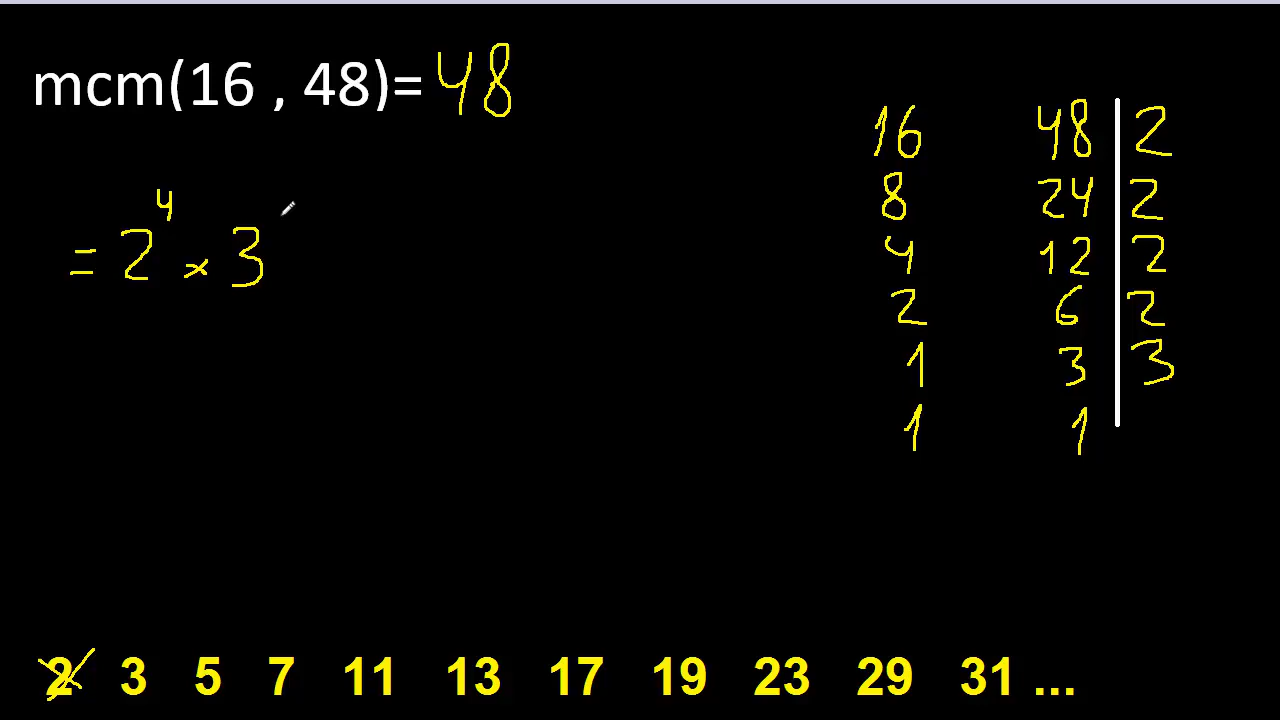 mcm(16 , 48)= 48
= 2⁴ × 3
16 48 | 2
8 24 | 2
4 12 | 2
2 6 | 2
1 3 | 3
1 1 |
2 3 5 7 11 13 17 19 23 29 31 ...